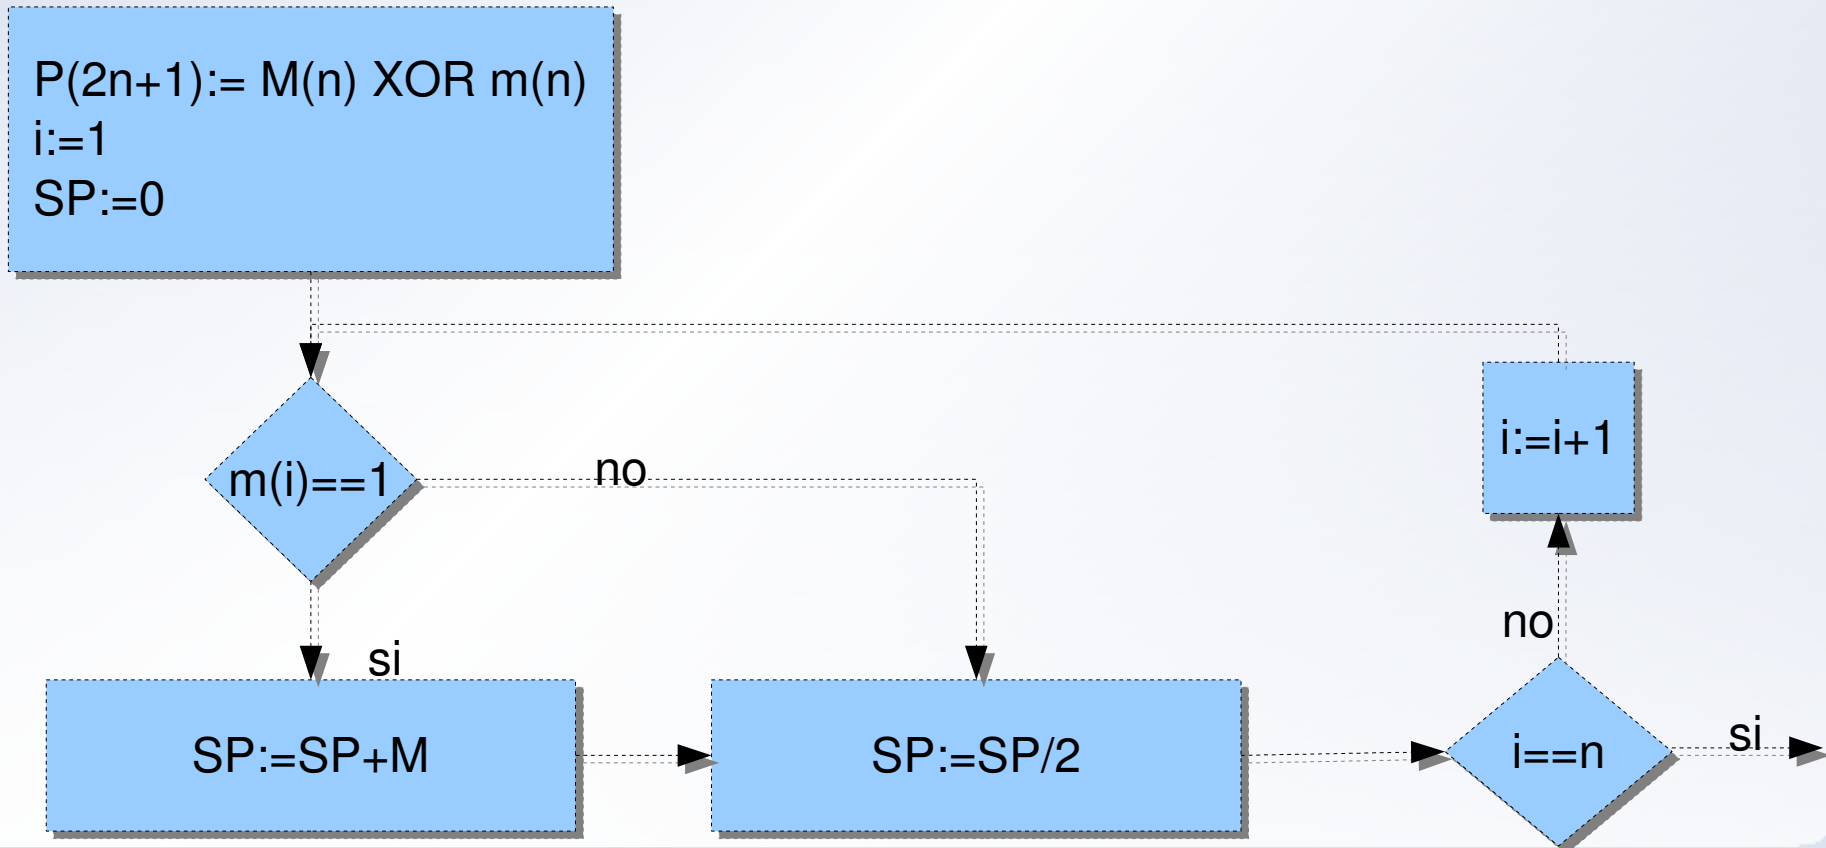 P(2n+1):= M(n) XOR m(n)
i:=1
SP:=0
m(i)==1
no
i:=i+1
si
no
SP:=SP+M
SP:=SP/2
i==n
si